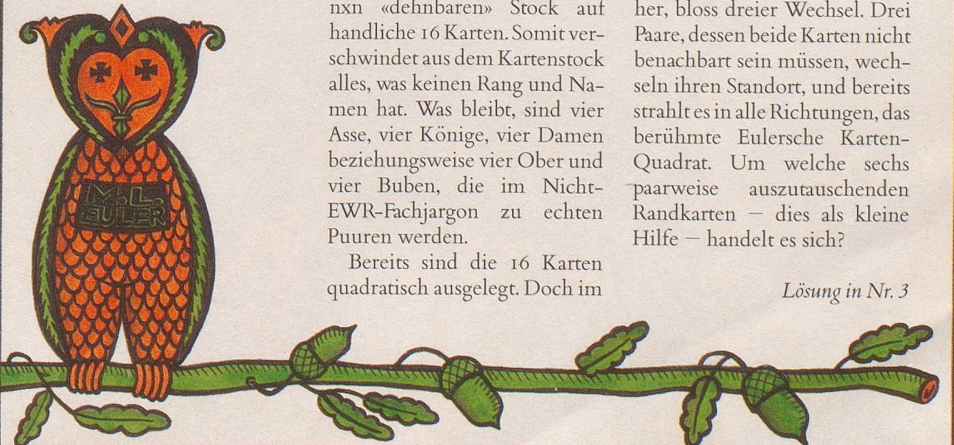 M.L.
EULER
nxn «dehnbaren» Stock auf
handliche 16 Karten. Somit ver-
schwindet aus dem Kartenstock
alles, was keinen Rang und Na-
men hat. Was bleibt, sind vier
Asse, vier Könige, vier Damen
beziehungsweise vier Ober und
vier Buben, die im Nicht-
EWR-Fachjargon zu echten
Puuren werden.
Bereits sind die 16 Karten
quadratisch ausgelegt. Doch im
her, bloss dreier Wechsel. Drei
Paare, dessen beide Karten nicht
benachbart sein müssen, wech-
seln ihren Standort, und bereits
strahlt es in alle Richtungen, das
berühmte Eulersche Karten-
Quadrat. Um welche sechs
paarweise auszutauschenden
Randkarten – dies als kleine
Hilfe – handelt es sich?
Lösung in Nr. 3